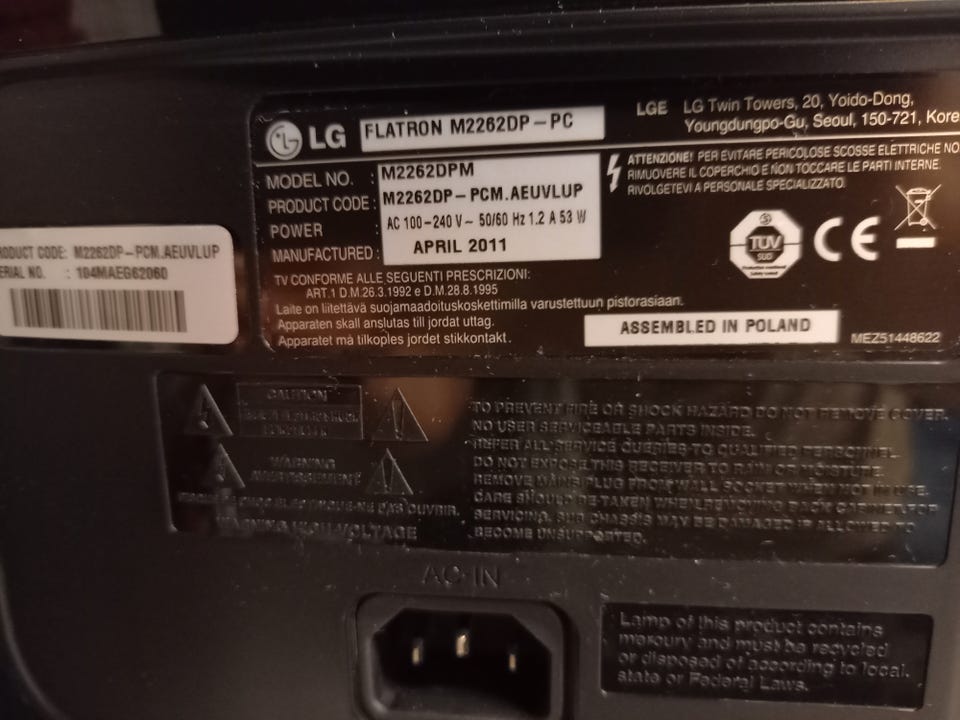 LG FLATRON M2262DP-PC
LGE LG Twin Towers, 20, Yoido-Dong,
Youngdungpo-Gu, Seoul, 150-721, Kore
MODEL NO. : M2262DPM
PRODUCT CODE : M2262DP-PCM.AEUVLUP
POWER : AC 100-240 V~ 50/60 Hz 1.2 A 53 W
MANUFACTURED : APRIL 2011
ATTENZIONE! PER EVITARE PERICOLOSE SCOSSE ELETTRICHE NO
RIMUOVERE IL COPERCHIO E NON TOCCARE LE PARTI INTERNE.
RIVOLGETEVI A PERSONALE SPECIALIZZATO.
TÜV
SÜD
CE
TV CONFORME ALLE SEGUENTI PRESCRIZIONI:
ART.1 D.M.26.3.1992 e D.M.28.8.1995
Laite on liitettävä suojamaadoituskoskettimilla varustettuun pistorasiaan.
Apparaten skall anslutas till jordat uttag.
Apparatet må tilkoples jordet stikkontakt.
ASSEMBLED IN POLAND
MEZ51448622
RODUCT CODE: M2262DP-PCM.AEUVLUP
ERIAL NO. : 104MAEG62060
CAUTION
WARNING
AVERTISSEMENT
NE PAS OUVRIR.
WARNING HIGH VOLTAGE
TO PREVENT FIRE OR SHOCK HAZARD DO NOT REMOVE COVER.
NO USER SERVICEABLE PARTS INSIDE.
REFER ALL SERVICE QUERIES TO QUALIFIED PERSONNEL.
DO NOT EXPOSE THIS RECEIVER TO RAIN OR MOISTURE.
REMOVE MAINS PLUG FROM WALL SOCKET WHEN NOT IN USE.
CARE SHOULD BE TAKEN WHEN REMOVING BACK CABINET FOR
SERVICING. SUB CHASSIS MAY BE DAMAGED IF ALLOWED TO
BECOME UNSUPPORTED.
AC-IN
Lamp of this product contains
mercury and must be recycled
or disposed of according to local,
state or Federal Laws.